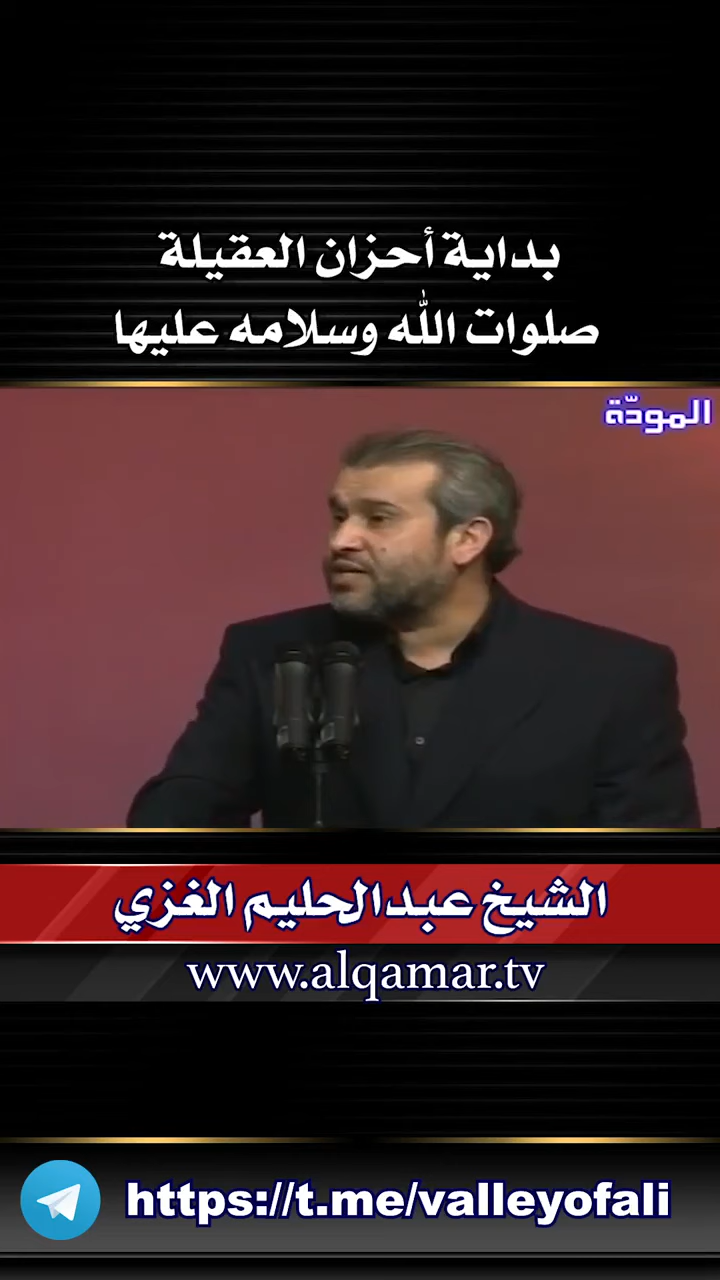 بداية أحزان العقيلة
صلوات الله وسلامه عليها
المودّة
الشيخ عبدالحليم الغزي
www.alqamar.tv
https://t.me/valleyofali